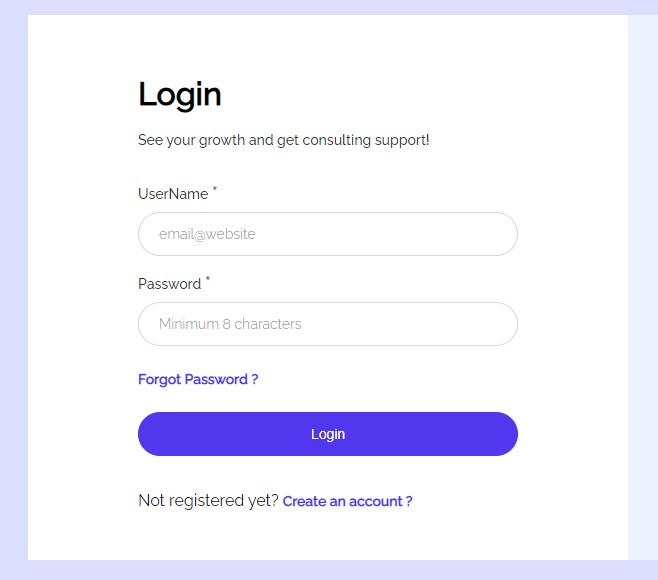 Login
See your growth and get consulting support!
UserName *
email@website
Password *
Minimum 8 characters
Forgot Password ?
Login
Not registered yet? Create an account ?